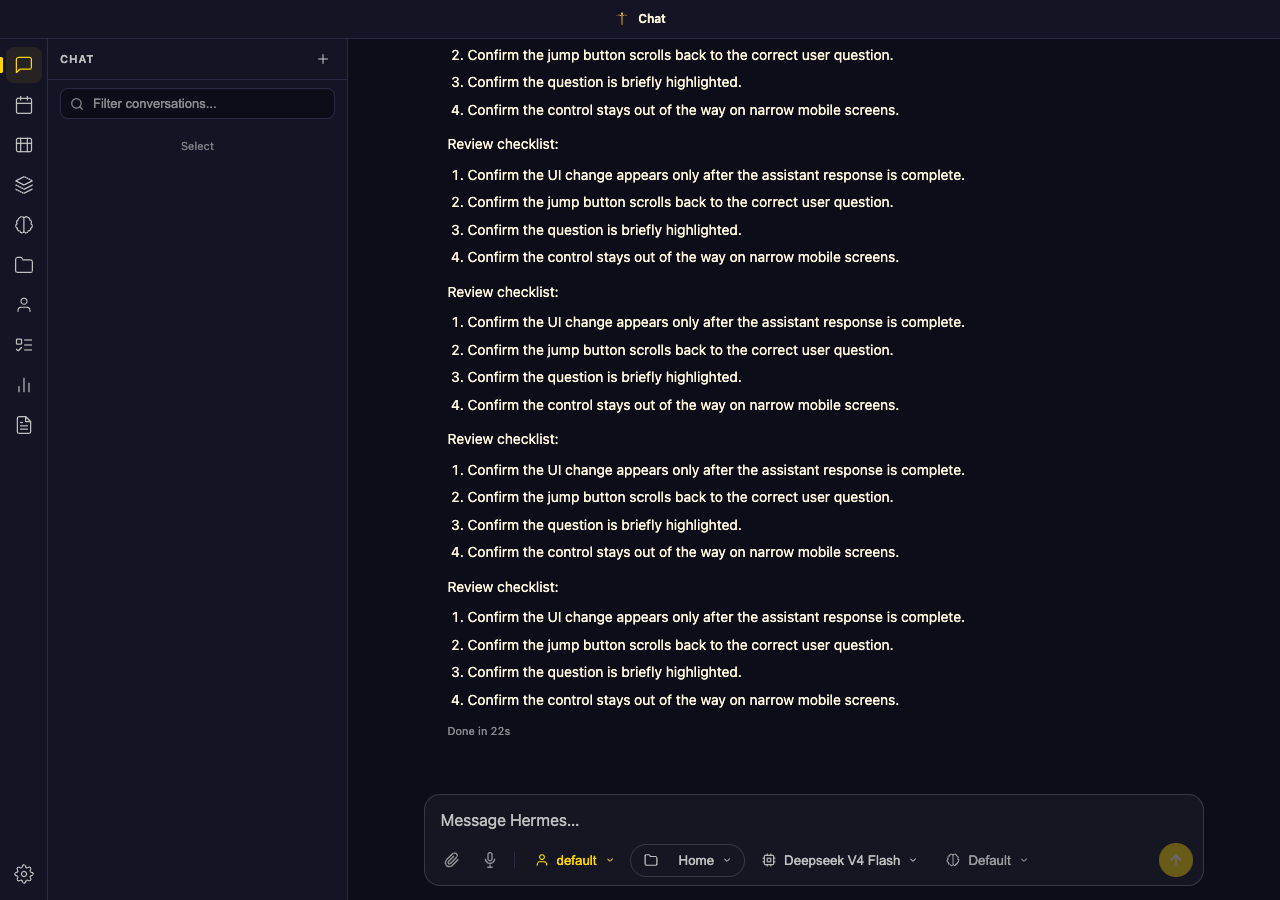 Chat
CHAT
Filter conversations...
Select
2. Confirm the jump button scrolls back to the correct user question.
3. Confirm the question is briefly highlighted.
4. Confirm the control stays out of the way on narrow mobile screens.
Review checklist:
1. Confirm the UI change appears only after the assistant response is complete.
2. Confirm the jump button scrolls back to the correct user question.
3. Confirm the question is briefly highlighted.
4. Confirm the control stays out of the way on narrow mobile screens.
Review checklist:
1. Confirm the UI change appears only after the assistant response is complete.
2. Confirm the jump button scrolls back to the correct user question.
3. Confirm the question is briefly highlighted.
4. Confirm the control stays out of the way on narrow mobile screens.
Review checklist:
1. Confirm the UI change appears only after the assistant response is complete.
2. Confirm the jump button scrolls back to the correct user question.
3. Confirm the question is briefly highlighted.
4. Confirm the control stays out of the way on narrow mobile screens.
Review checklist:
1. Confirm the UI change appears only after the assistant response is complete.
2. Confirm the jump button scrolls back to the correct user question.
3. Confirm the question is briefly highlighted.
4. Confirm the control stays out of the way on narrow mobile screens.
Done in 22s
Message Hermes...
default Home Deepseek V4 Flash Default